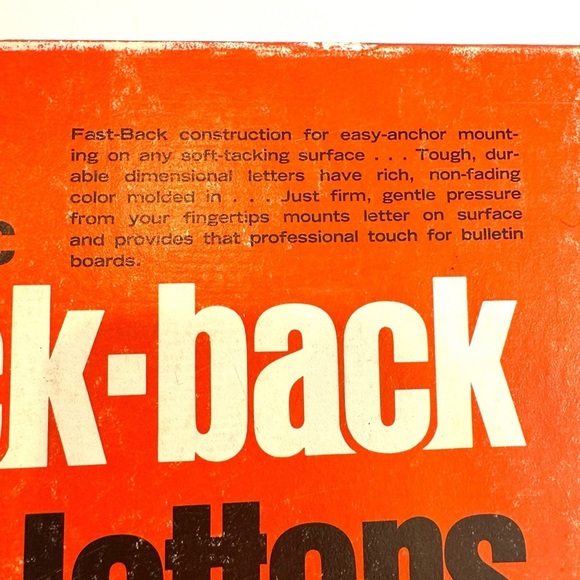 Fast-Back construction for easy-anchor mount-
ing on any soft-tacking surface . . . Tough, dur-
able dimensional letters have rich, non-fading
color molded in . . . Just firm, gentle pressure
from your fingertips mounts letter on surface
and provides that professional touch for bulletin
boards.
c
ck-back
letters